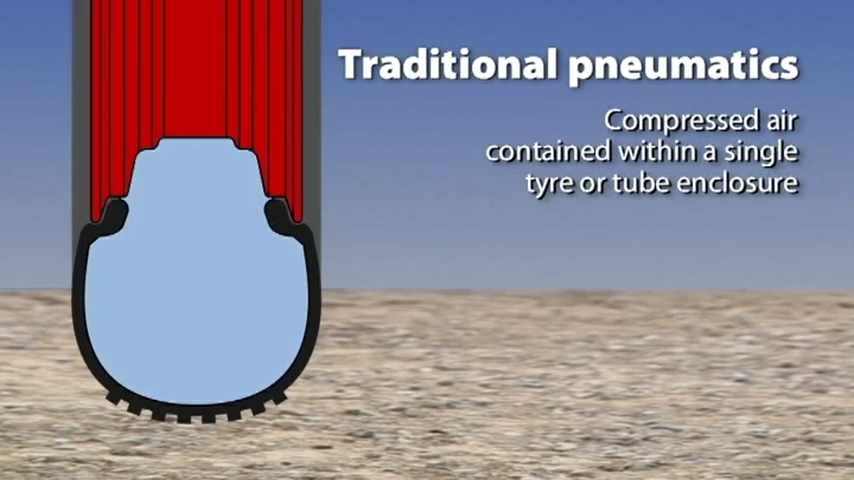 Traditional pneumatics
Compressed air
contained within a single
tyre or tube enclosure